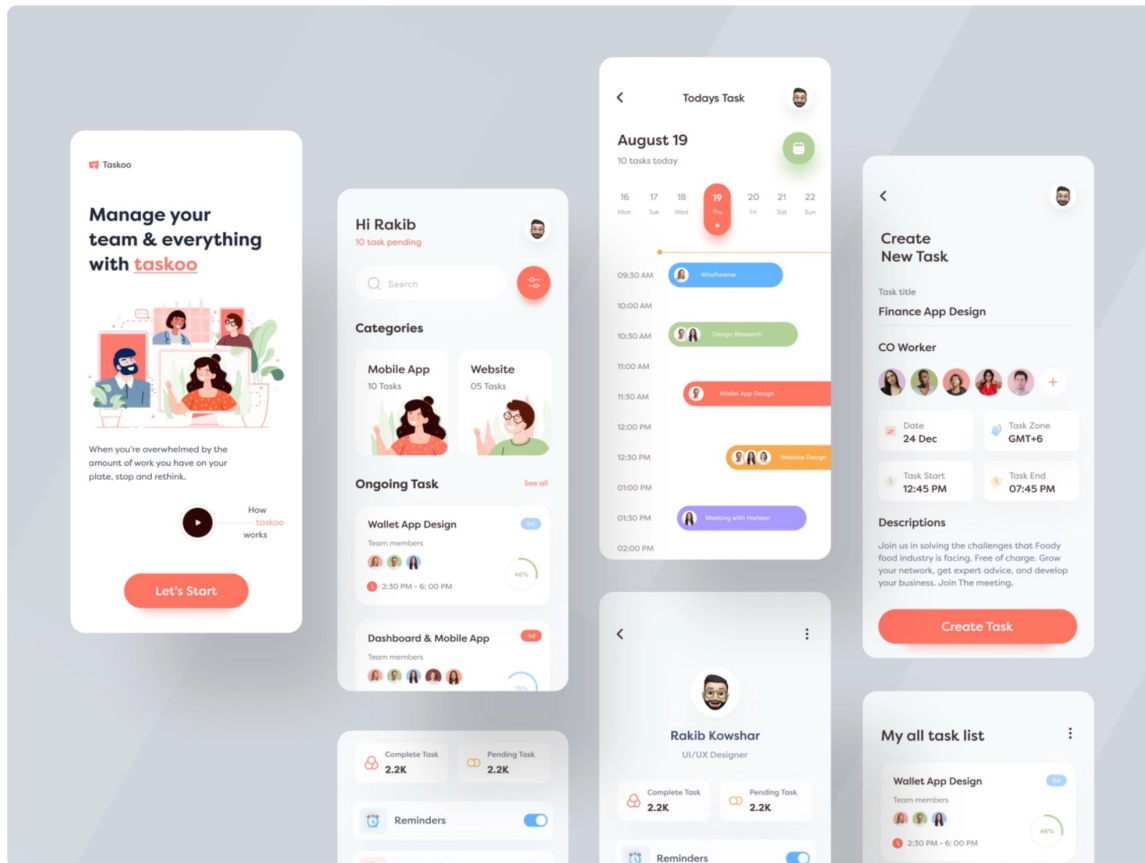 Taskoo
Manage your
team & everything
with taskoo
When you're overwhelmed by the
amount of work you have on your
plate, stop and rethink.
How
taskoo
works
Let's Start
Hi Rakib
10 task pending
Search
Categories
Mobile App
10 Tasks
Website
05 Tasks
Ongoing Task
See all
Wallet App Design
6d
Team members
46%
2:30 PM - 6: 00 PM
Dashboard & Mobile App
4d
Team members
Complete Task
2.2K
Pending Task
2.2K
Reminders
Todays Task
August 19
10 tasks today
16 17 18 19 20 21 22
Mon Tue Wed Thu Fri Sat Sun
09:30 AM
Wireframe
10:00 AM
10:30 AM
Design Research
11:00 AM
11:30 AM
Wallet App Design
12:00 PM
12:30 PM
Website Design
01:00 PM
01:30 PM
Meeting with
02:00 PM
Rakib Kowshar
UI/UX Designer
Complete Task
2.2K
Pending Task
2.2K
Reminders
Create
New Task
Task title
Finance App Design
CO Worker
Date
24 Dec
Task Zone
GMT+6
Task Start
12:45 PM
Task End
07:45 PM
Descriptions
Join us in solving the challenges that Foody
food industry is facing. Free of charge. Grow
your network, get expert advice, and develop
your business. Join The meeting.
Create Task
My all task list
Wallet App Design
6d
Team members
46%
2:30 PM - 6: 00 PM